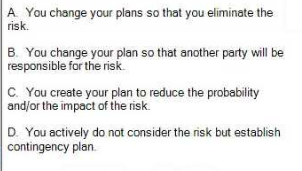 A. You change your plans so that you eliminate the
risk.
B. You change your plan so that another party will be
responsible for the risk.
C. You create your plan to reduce the probability
and/or the impact of the risk.
D. You actively do not consider the risk but establish
contingency plan.